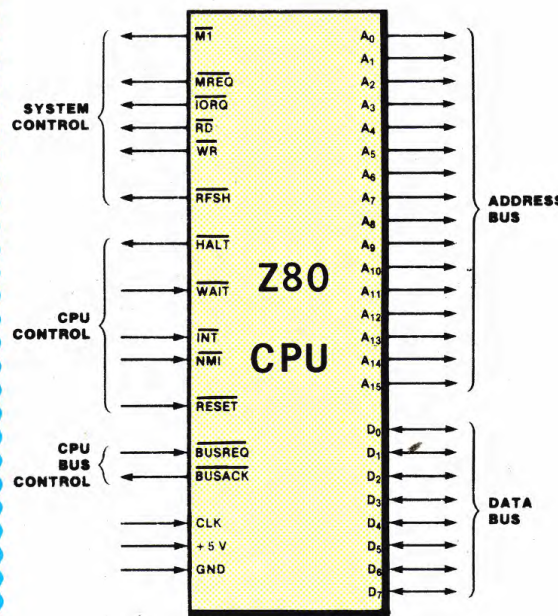 SYSTEM
CONTROL
CPU
CONTROL
CPU
BUS
CONTROL
M1
MREQ
IORQ
RD
WR
RFSH
HALT
WAIT
INT
NMI
RESET
BUSREQ
BUSACK
CLK
+5 V
GND
Z80
CPU
A0
A1
A2
A3
A4
A5
A6
A7
A8
A9
A10
A11
A12
A13
A14
A15
D0
D1
D2
D3
D4
D5
D6
D7
ADDRESS
BUS
DATA
BUS